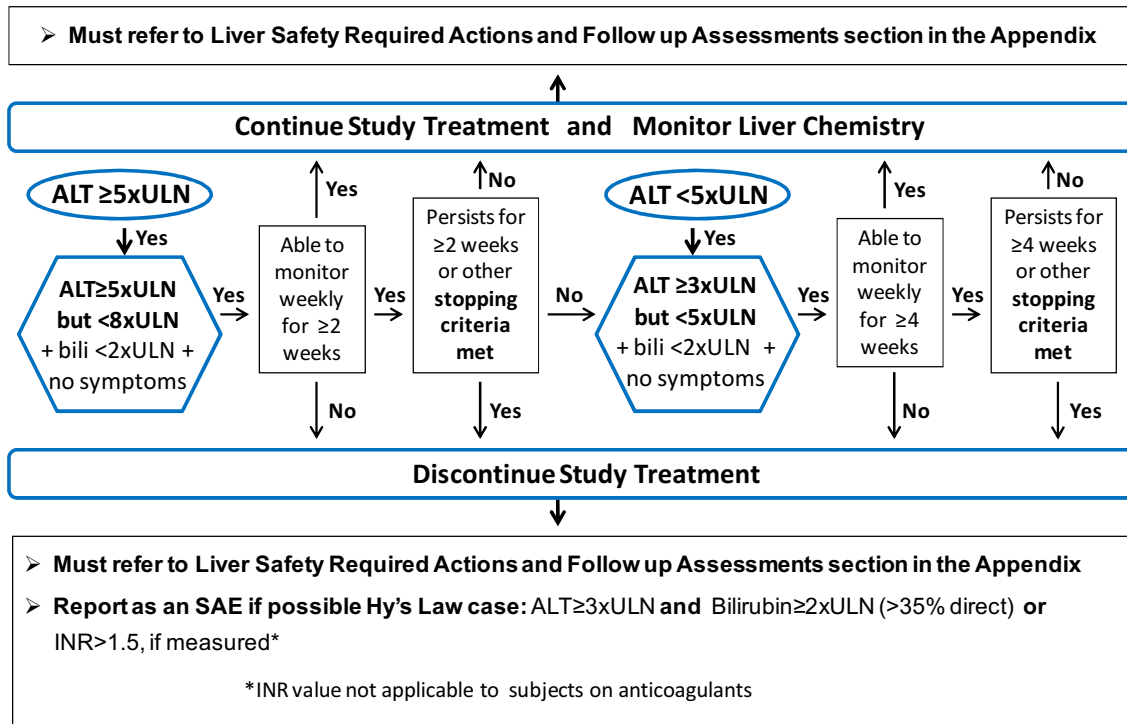 ➢ Must refer to Liver Safety Required Actions and Follow up Assessments section in the Appendix
Continue Study Treatment and Monitor Liver Chemistry
ALT ≥5xULN
Yes
ALT≥5xULN
but <8xULN
+ bili <2xULN +
no symptoms
Yes
Yes
Able to
monitor
weekly
for ≥2
weeks
No
Yes
No
Persists for
≥2 weeks
or other
stopping
criteria
met
Yes
No
ALT <5xULN
Yes
ALT ≥3xULN
but <5xULN
+ bili <2xULN +
no symptoms
Yes
Yes
Able to
monitor
weekly
for ≥4
weeks
No
Yes
No
Persists for
≥4 weeks
or other
stopping
criteria
met
Yes
Discontinue Study Treatment
➢ Must refer to Liver Safety Required Actions and Follow up Assessments section in the Appendix
➢ Report as an SAE if possible Hy's Law case: ALT≥3xULN and Bilirubin≥2xULN (>35% direct) or
INR>1.5, if measured*
*INR value not applicable to subjects on anticoagulants